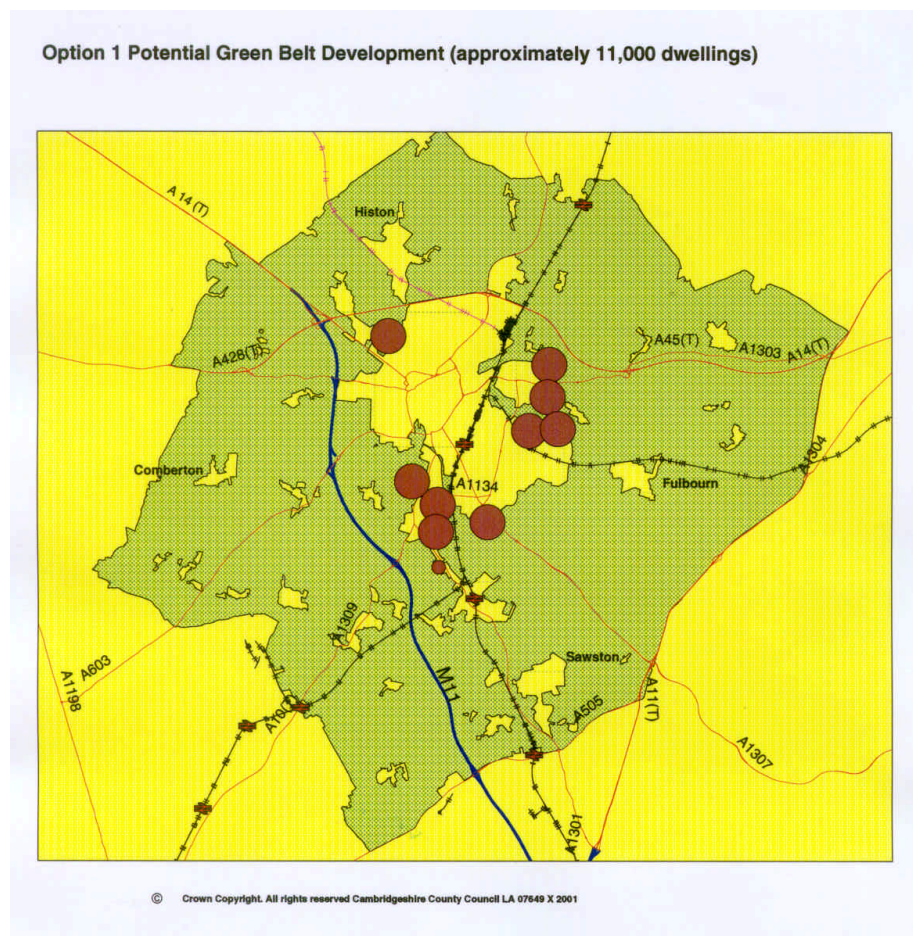 Option 1 Potential Green Belt Development (approximately 11,000 dwellings)
A 14 (T)
Histon
A428(T)
A45(T)
A1303
A14(T)
A1304
Comberton
A1134
Fulbourn
A1309
A603
A1198
Sawston
M11
A505
A11(T)
A1307
A1301
© Crown Copyright. All rights reserved Cambridgeshire County Council LA 07649 X 2001